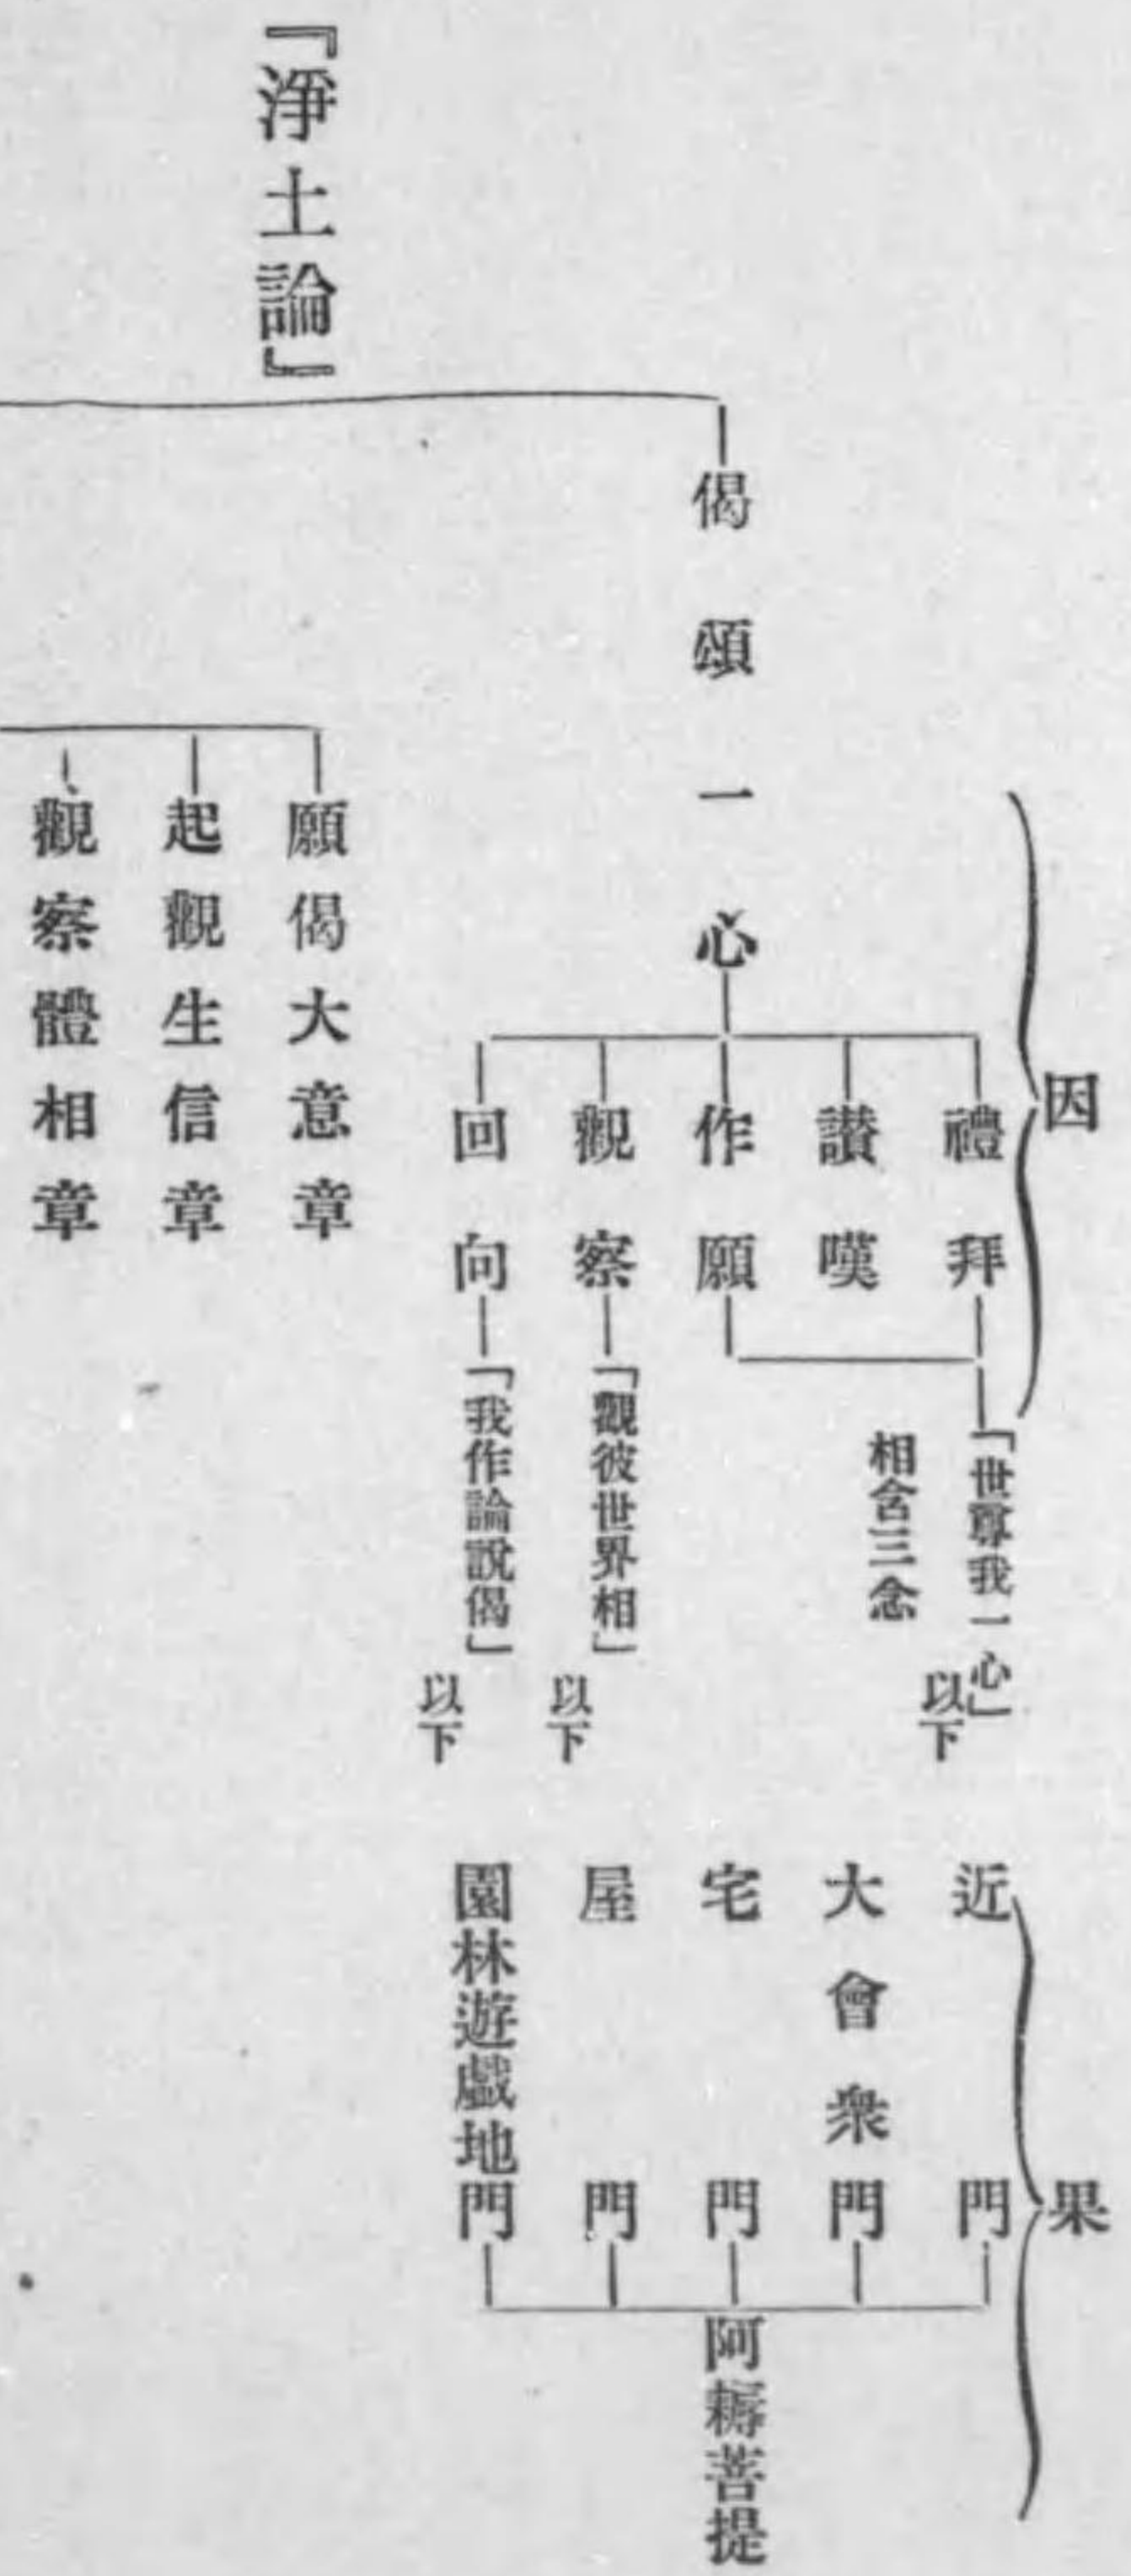 因
果
禮拜
「世尊我一心」
以下
近門
讃嘆
相含三念
大會衆門
偈頌一心
作願
宅門
阿耨菩提
觀察
「觀彼世界相」
以下
屋門
回向
「我作論説偈」
以下
園林遊戲地門
『淨土論』
願偈大意章
起觀生信章
觀察體相章